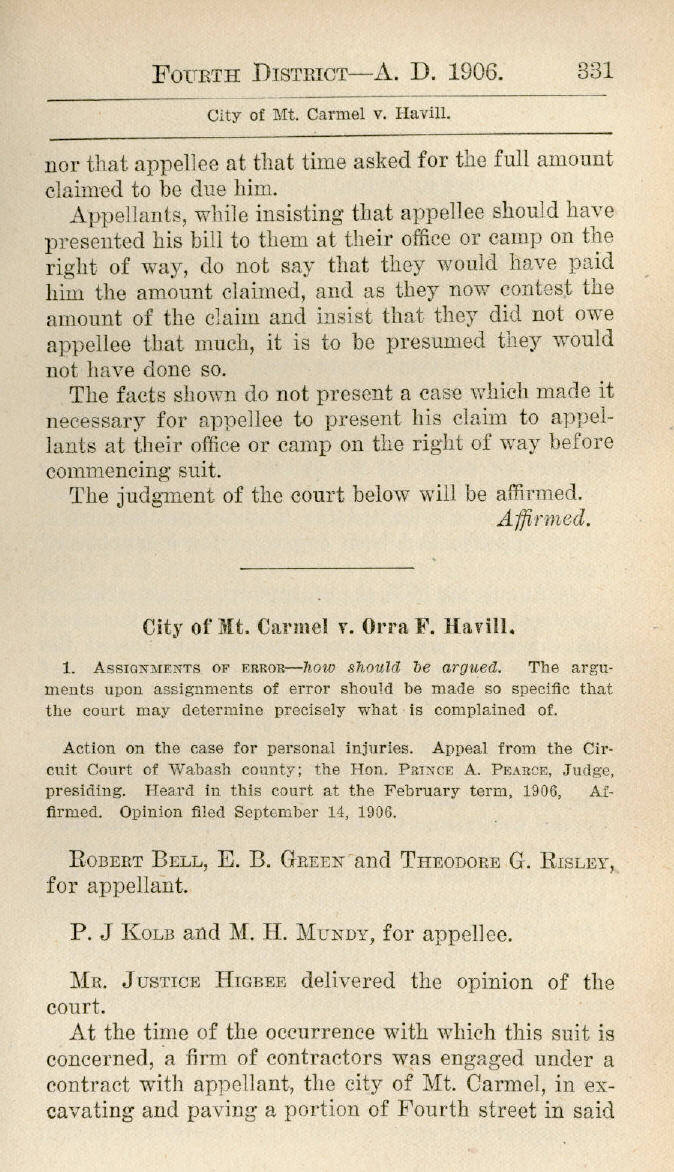 FOURTH DISTRICT—A. D. 1906. 331
City of Mt. Carmel v. Havill.
nor that appellee at that time asked for the full amount
claimed to be due him.
Appellants, while insisting that appellee should have
presented his bill to them at their office or camp on the
right of way, do not say that they would have paid
him the amount claimed, and as they now contest the
amount of the claim and insist that they did not owe
appellee that much, it is to be presumed they would
not have done so.
The facts shown do not present a case which made it
necessary for appellee to present his claim to appel-
lants at their office or camp on the right of way before
commencing suit.
The judgment of the court below will be affirmed.
Affirmed.
City of Mt. Carmel v. Orra F. Havill.
1. ASSIGNMENTS OF ERROR—how should be argued. The argu-
ments upon assignments of error should be made so specific that
the court may determine precisely what is complained of.
Action on the case for personal injuries. Appeal from the Cir-
cuit Court of Wabash county; the Hon. PRINCE A. PEARCE, Judge,
presiding. Heard in this court at the February term, 1906, Af-
firmed. Opinion filed September 14, 1906.
ROBERT BELL, E. B. GREEN and THEODORE G. RISLEY,
for appellant.
P. J KOLB and M. H. MUNDY, for appellee.
MR. JUSTICE HIGBEE delivered the opinion of the
court.
At the time of the occurrence with which this suit is
concerned, a firm of contractors was engaged under a
contract with appellant, the city of Mt. Carmel, in ex-
cavating and paving a portion of Fourth street in said